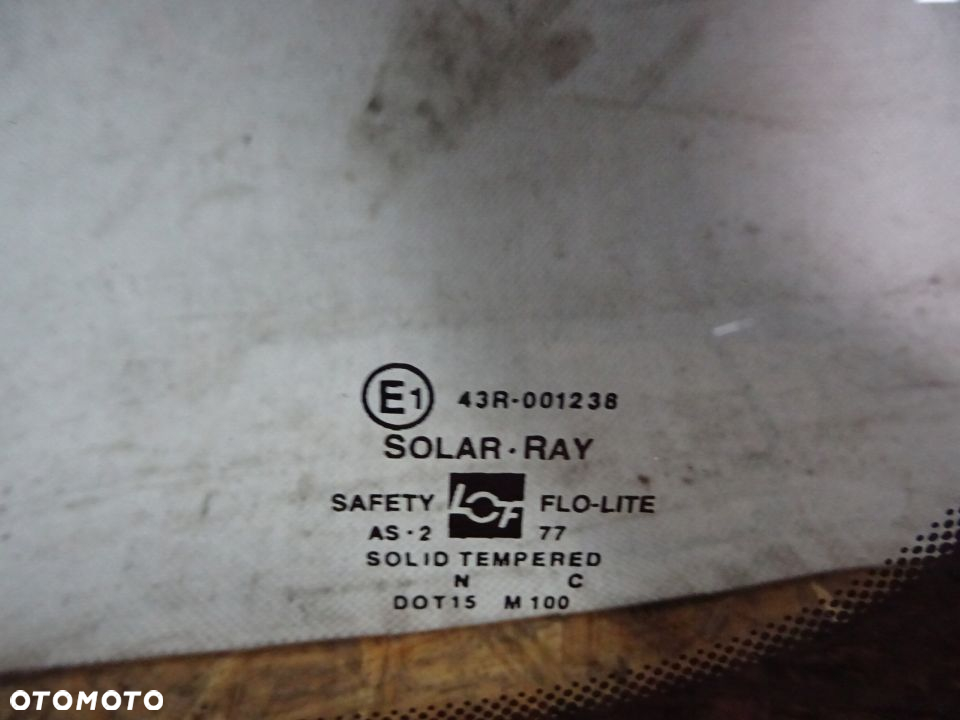 E1 43R-001238
SOLAR·RAY
SAFETY LOF FLO-LITE
AS·2 77
SOLID TEMPERED
N C
DOT15 M100
OTOMOTO